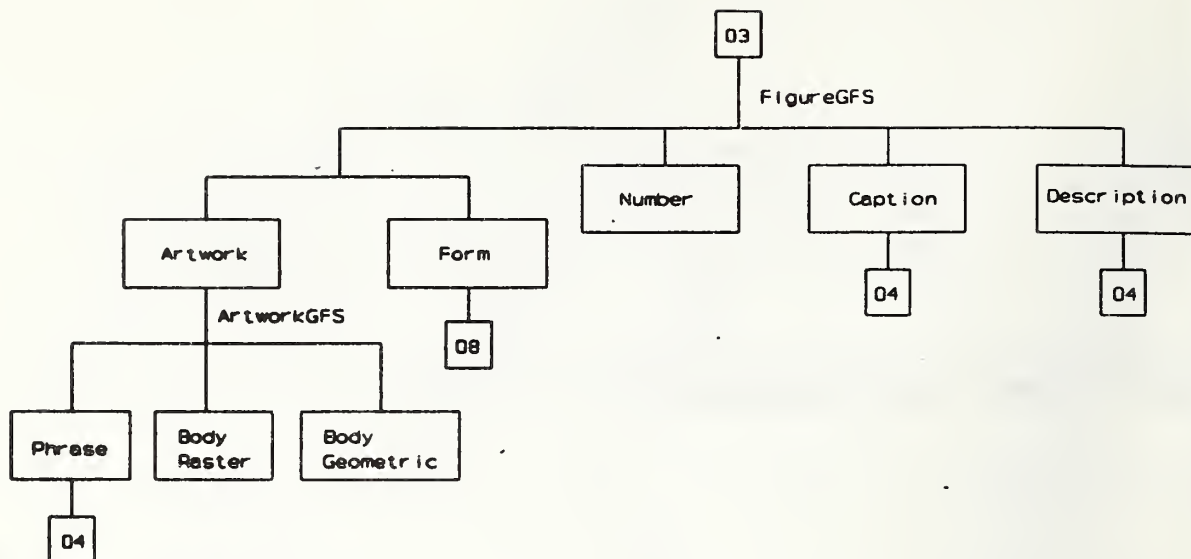 03
FigureGFS
Number
Caption
Description
Artwork
Form
04
04
ArtworkGFS
08
Phrase
Body
Raster
Body
Geometric
04